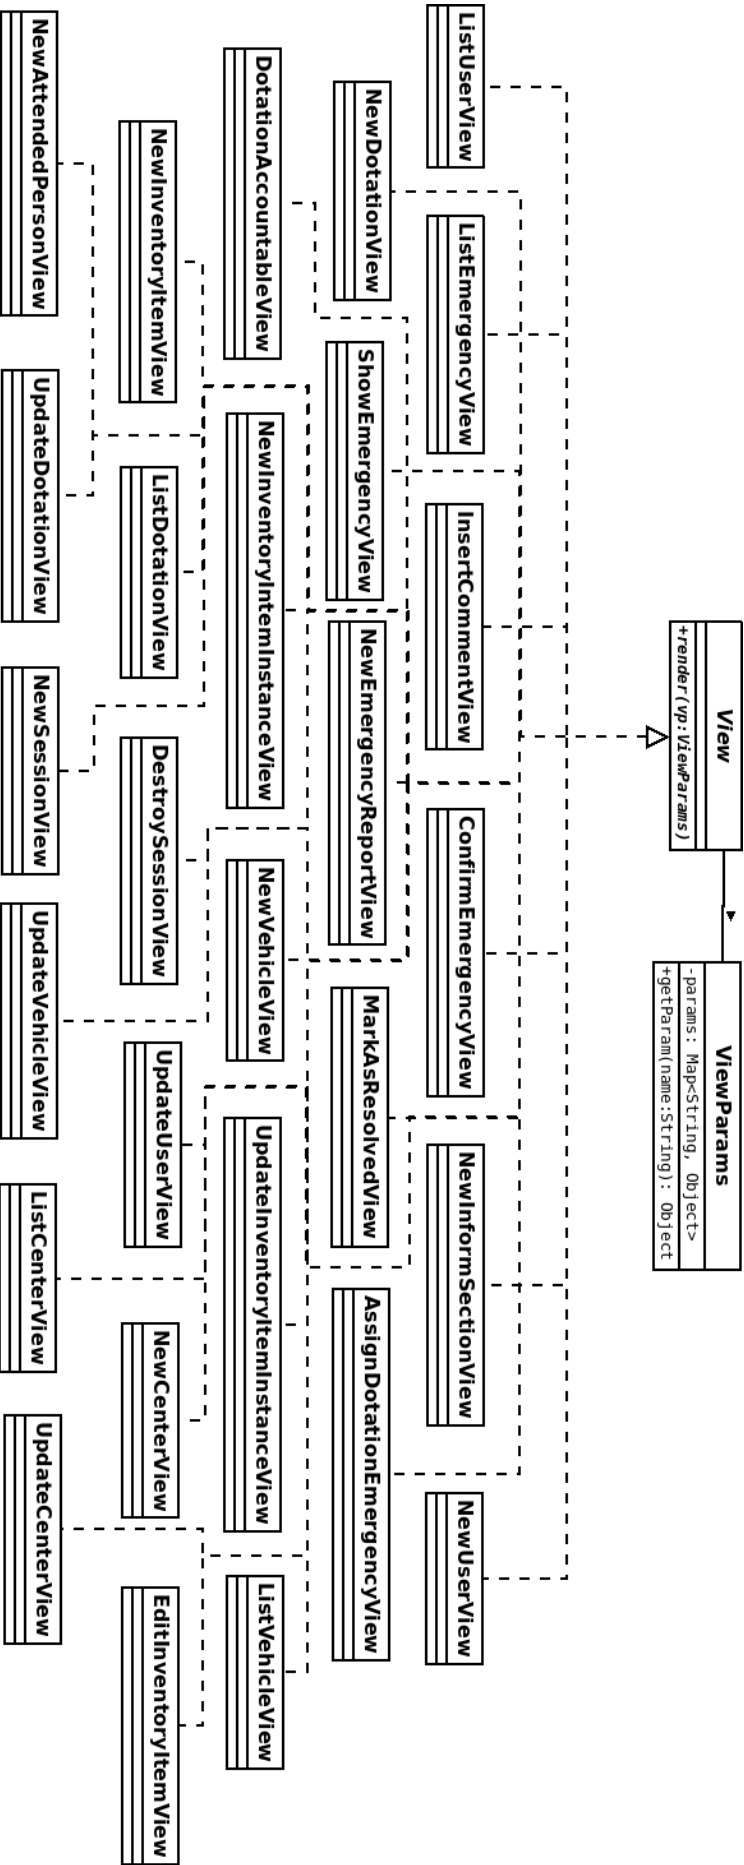 View
+render(vp:ViewParams)
ViewParams
-params: Map<String, Object>
+getParam(name:String): Object
ListUserView
ListEmergencyView
InsertCommentView
ConfirmEmergencyView
NewInformSectionView
NewUserView
NewDotationView
ShowEmergencyView
NewEmergencyReportView
MarkAsResolvedView
AssignDotationEmergencyView
DotationAccountableView
NewInventoryIntemInstanceView
NewVehicleView
UpdateInventoryItemInstanceView
ListVehicleView
NewInventoryItemView
ListDotationView
DestroySessionView
UpdateUserView
NewCenterView
EditInventoryItemView
NewAttendedPersonView
UpdateDotationView
NewSessionView
UpdateVehicleView
ListCenterView
UpdateCenterView